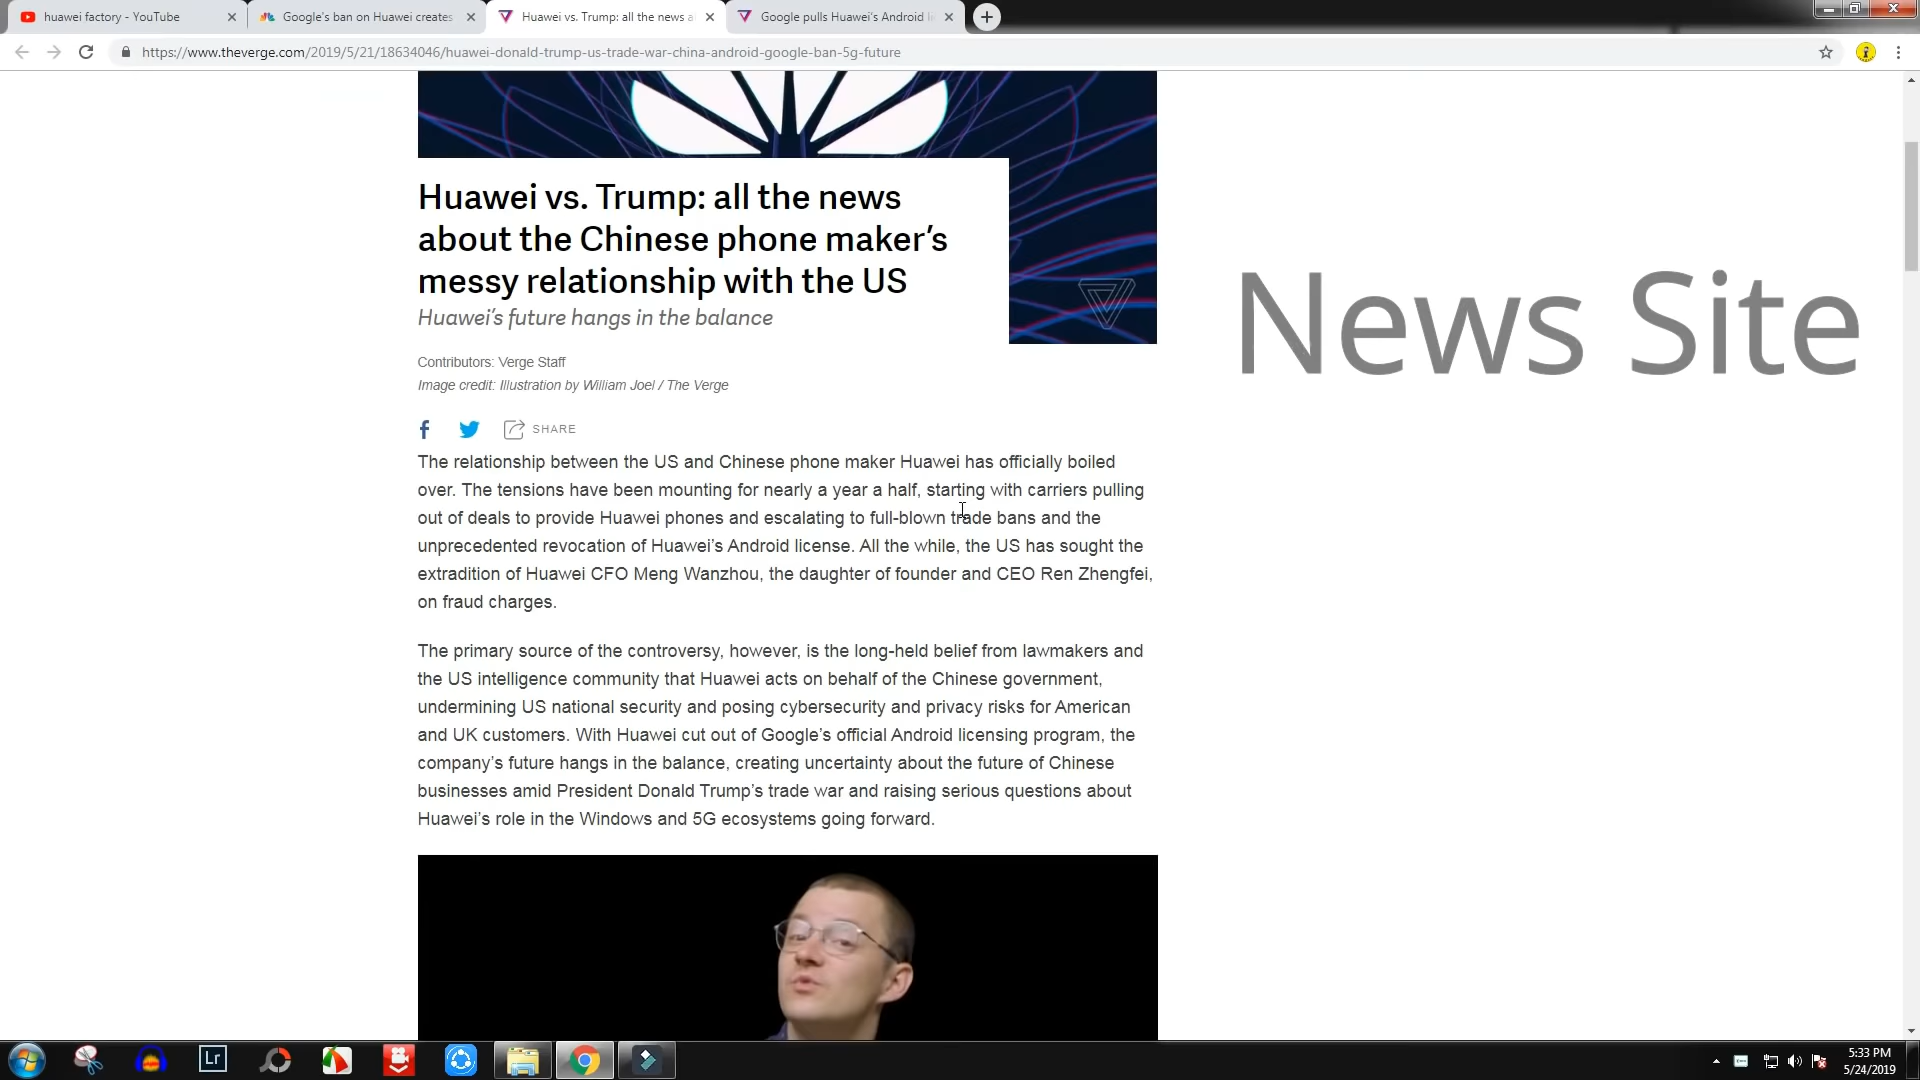 huawei factory - YouTube
Google's ban on Huawei creates
Huawei vs. Trump: all the news a
Google pulls Huawei's Android li
https://www.theverge.com/2019/5/21/18634046/huawei-donald-trump-us-trade-war-china-android-google-ban-5g-future
Huawei vs. Trump: all the news
about the Chinese phone maker’s
messy relationship with the US
Huawei’s future hangs in the balance
News Site
Contributors: Verge Staff
Image credit: Illustration by William Joel / The Verge
SHARE
The relationship between the US and Chinese phone maker Huawei has officially boiled
over. The tensions have been mounting for nearly a year a half, starting with carriers pulling
out of deals to provide Huawei phones and escalating to full-blown trade bans and the
unprecedented revocation of Huawei’s Android license. All the while, the US has sought the
extradition of Huawei CFO Meng Wanzhou, the daughter of founder and CEO Ren Zhengfei,
on fraud charges.
The primary source of the controversy, however, is the long-held belief from lawmakers and
the US intelligence community that Huawei acts on behalf of the Chinese government,
undermining US national security and posing cybersecurity and privacy risks for American
and UK customers. With Huawei cut out of Google’s official Android licensing program, the
company’s future hangs in the balance, creating uncertainty about the future of Chinese
businesses amid President Donald Trump’s trade war and raising serious questions about
Huawei’s role in the Windows and 5G ecosystems going forward.
Lr
5:33 PM
5/24/2019